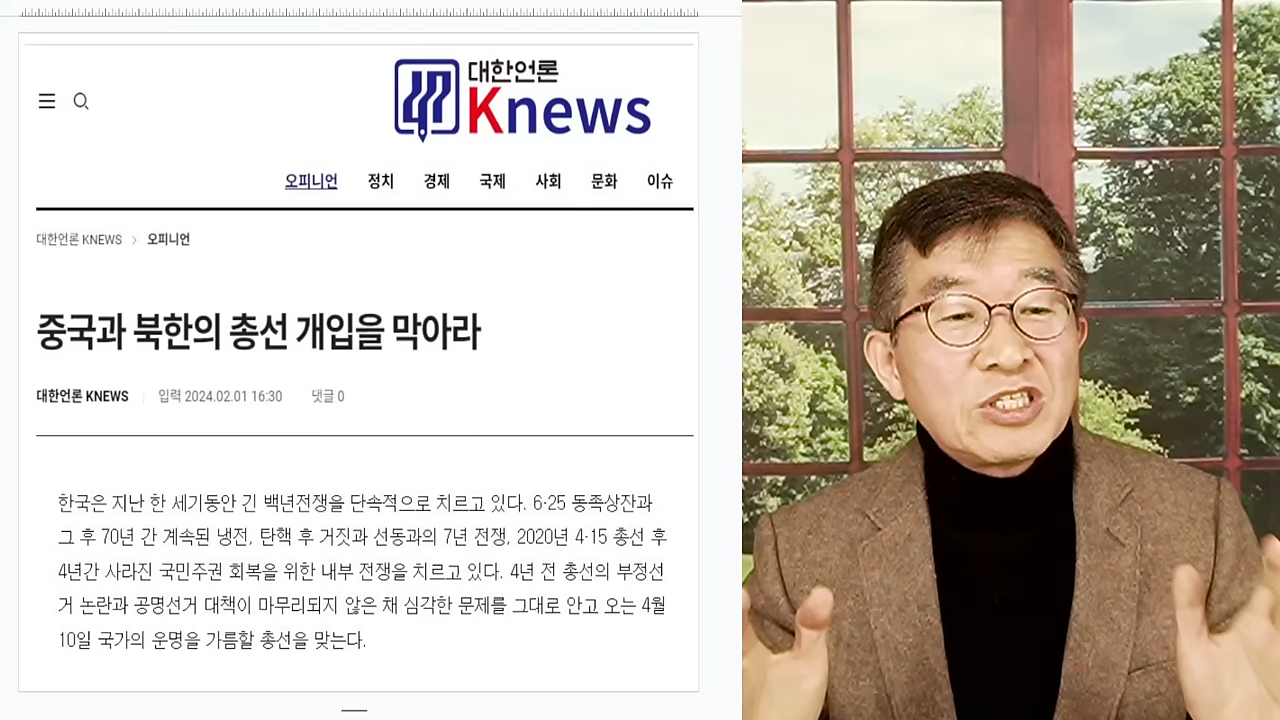 대한언론
Knews
오피니언 정치 경제 국제 사회 문화 이슈
대한언론 KNEWS > 오피니언
중국과 북한의 총선 개입을 막아라
대한언론 KNEWS 입력 2024.02.01 16:30 댓글 0
한국은 지난 한 세기동안 긴 백년전쟁을 단속적으로 치르고 있다. 6·25 동족상잔과
그 후 70년 간 계속된 냉전, 탄핵 후 거짓과 선동과의 7년 전쟁, 2020년 4·15 총선 후
4년간 사라진 국민주권 회복을 위한 내부 전쟁을 치르고 있다. 4년 전 총선의 부정선
거 논란과 공명선거 대책이 마무리되지 않은 채 심각한 문제를 그대로 안고 오는 4월
10일 국가의 운명을 가름할 총선을 맞는다.